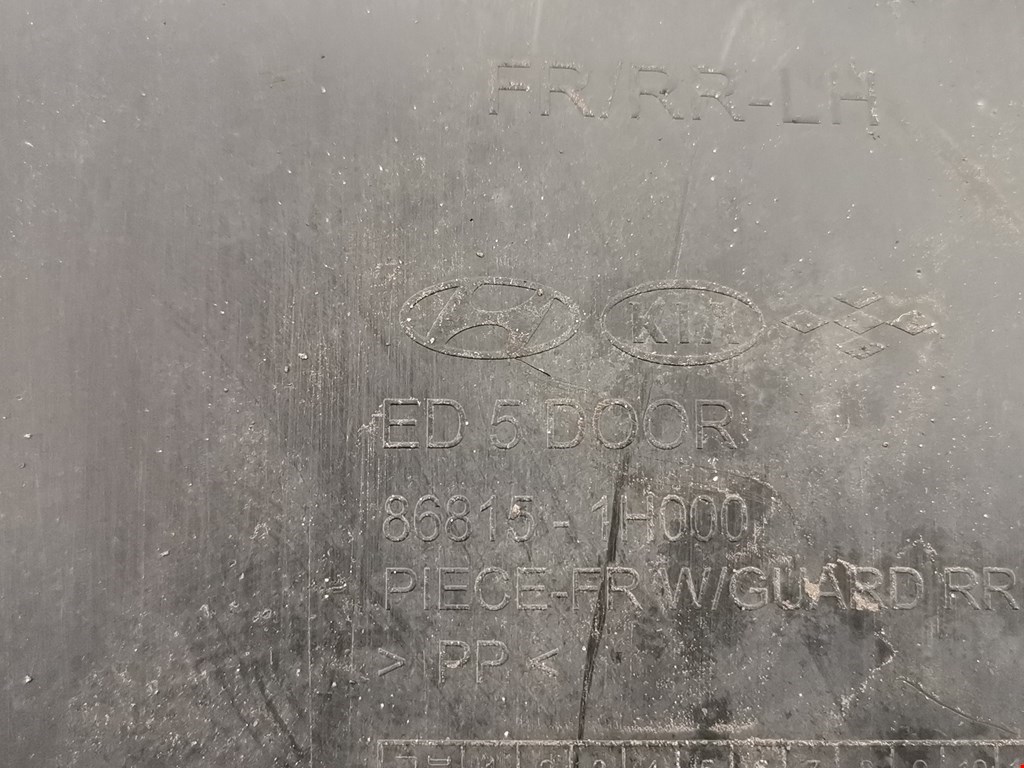 FR/RR-LH
KIA
ED 5 DOOR
86815 - 1H000
PIECE-FR W/GUARD RR
> PP <